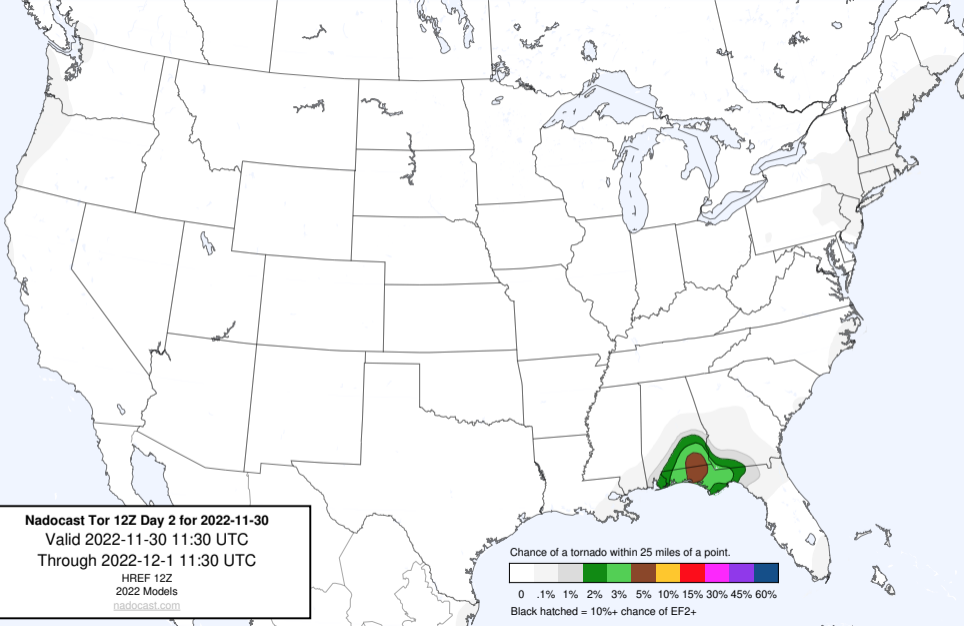 Nadocast Tor 12Z Day 2 for 2022-11-30
Valid 2022-11-30 11:30 UTC
Through 2022-12-1 11:30 UTC
HREF 12Z
2022 Models
nadocast.com
Chance of a tornado within 25 miles of a point.
0 .1% 1% 2% 3% 5% 10% 15% 30% 45% 60%
Black hatched = 10%+ chance of EF2+